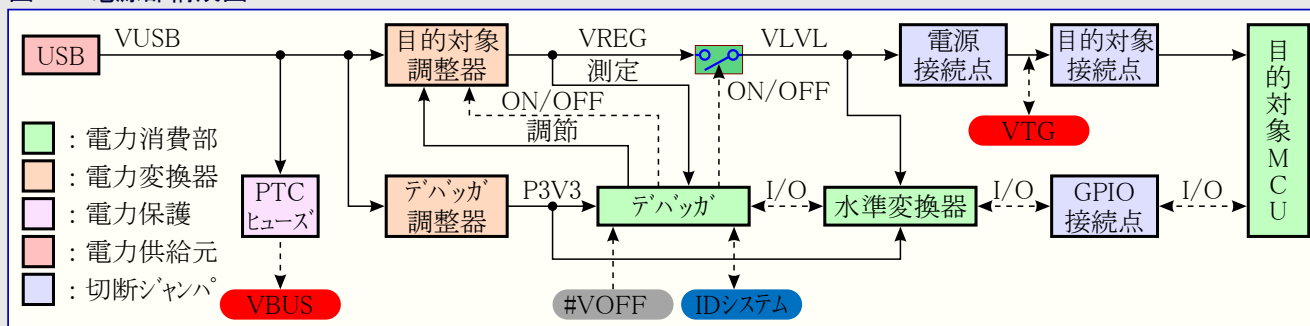 USB
VUSB
目的対象
調整器
VREG
測定
VLVL
電源
接続点
目的対象
接続点
目的対象MCU
ON/OFF
調節
ON/OFF
VTG
: 電力消費部
: 電力変換器
: 電力保護
: 電力供給元
: 切断ジャンパ
PTC
ヒューズ
デバッガ
調整器
P3V3
デバッガ
I/O
水準変換器
I/O
GPIO
接続点
I/O
VBUS
#VOFF
IDシステム